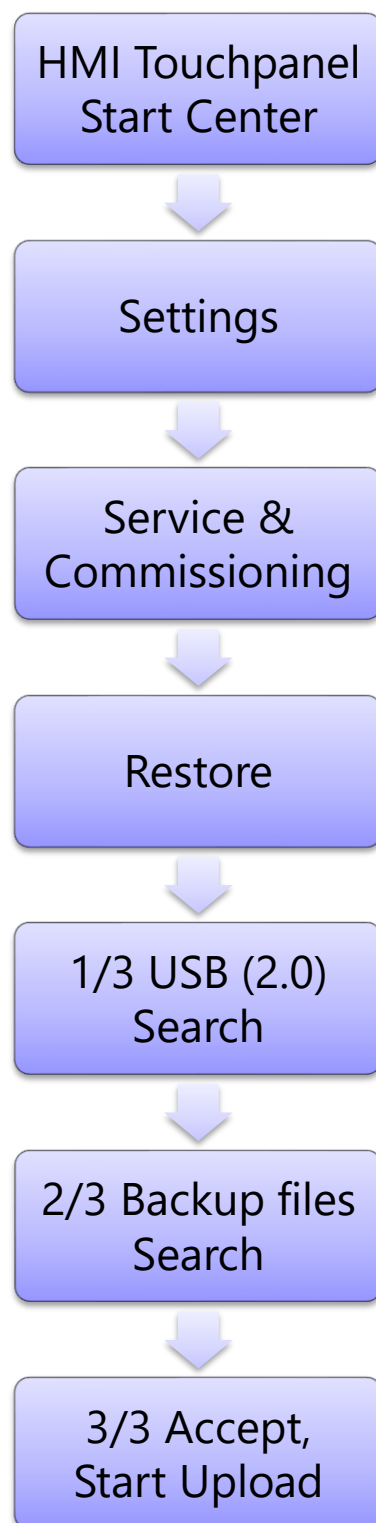 HMI Touchpanel
Start Center
Settings
Service &
Commissioning
Restore
1/3 USB (2.0)
Search
2/3 Backup files
Search
3/3 Accept,
Start Upload